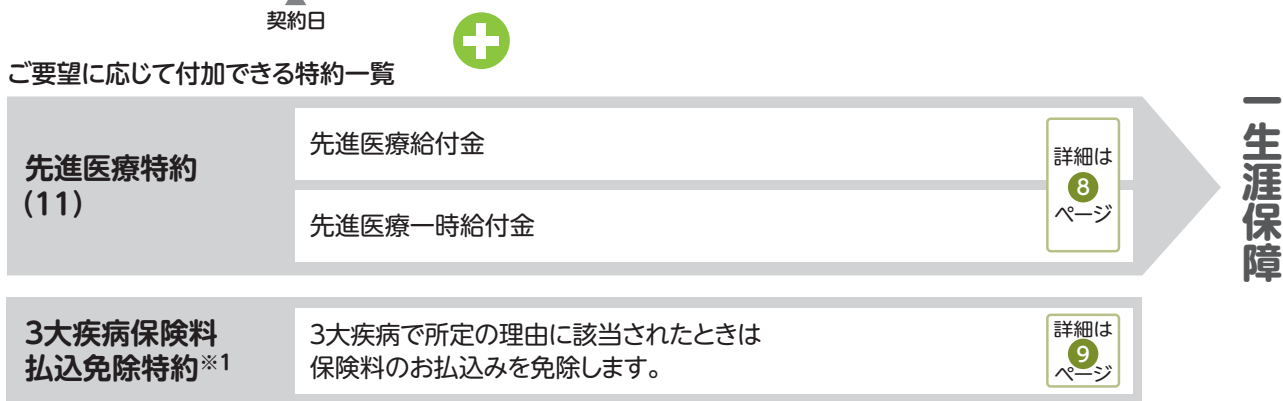 契約日
ご要望に応じて付加できる特約一覧
先進医療特約
(11)
先進医療給付金
先進医療一時給付金
詳細は
8
ページ
一生涯保障
3大疾病保険料
払込免除特約※1
3大疾病で所定の理由に該当されたときは
保険料のお払込みを免除します。
詳細は
9
ページ